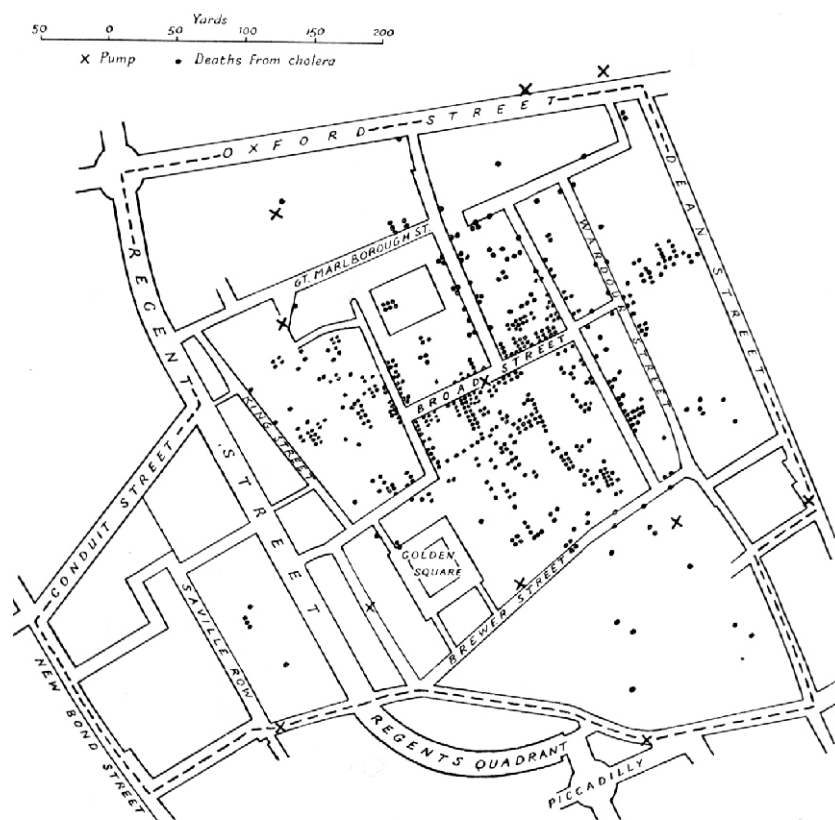 Yards
50 0 50 100 150 200
× Pump • Deaths from cholera
OXFORD STREET
REGENT STREET
GT. MARLBOROUGH ST.
DEAN STREET
WARDOUR STREET
BROAD STREET
KING STREET
CONDUIT STREET
GOLDEN
SQUARE
BREWER STREET
SAVILLE ROW
NEW BOND STREET
REGENTS QUADRANT
PICCADILLY